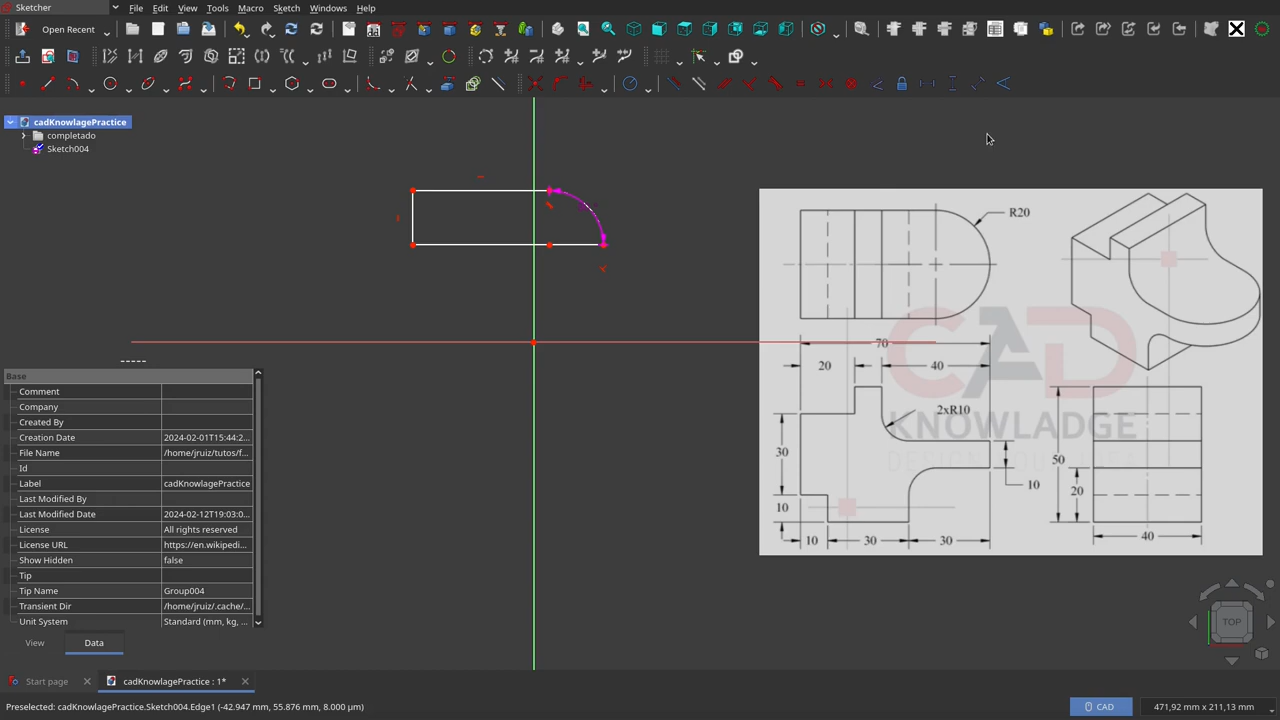 Sketcher
File Edit View Tools Macro Sketch Windows Help
Open Recent
cadKnowlagePractice
completado
Sketch004
Base
Comment
Company
Created By
Creation Date 2024-02-01T15:44:2...
File Name /home/jruiz/tutos/f...
Id
Label cadKnowlagePractice
Last Modified By
Last Modified Date 2024-02-12T19:03:0...
License All rights reserved
License URL https://en.wikipedi...
Show Hidden false
Tip
Tip Name Group004
Transient Dir /home/jruiz/.cache/...
Unit System Standard (mm, kg, ...
View Data
R20
70
20 40
2xR10
CAD
KNOWLADGE
30
50
10
20
10
10 30 30
40
TOP
Start page
cadKnowlagePractice : 1*
Preselected: cadKnowlagePractice.Sketch004.Edge1 (-42.947 mm, 55.876 mm, 8.000 µm)
CAD
471,92 mm x 211,13 mm